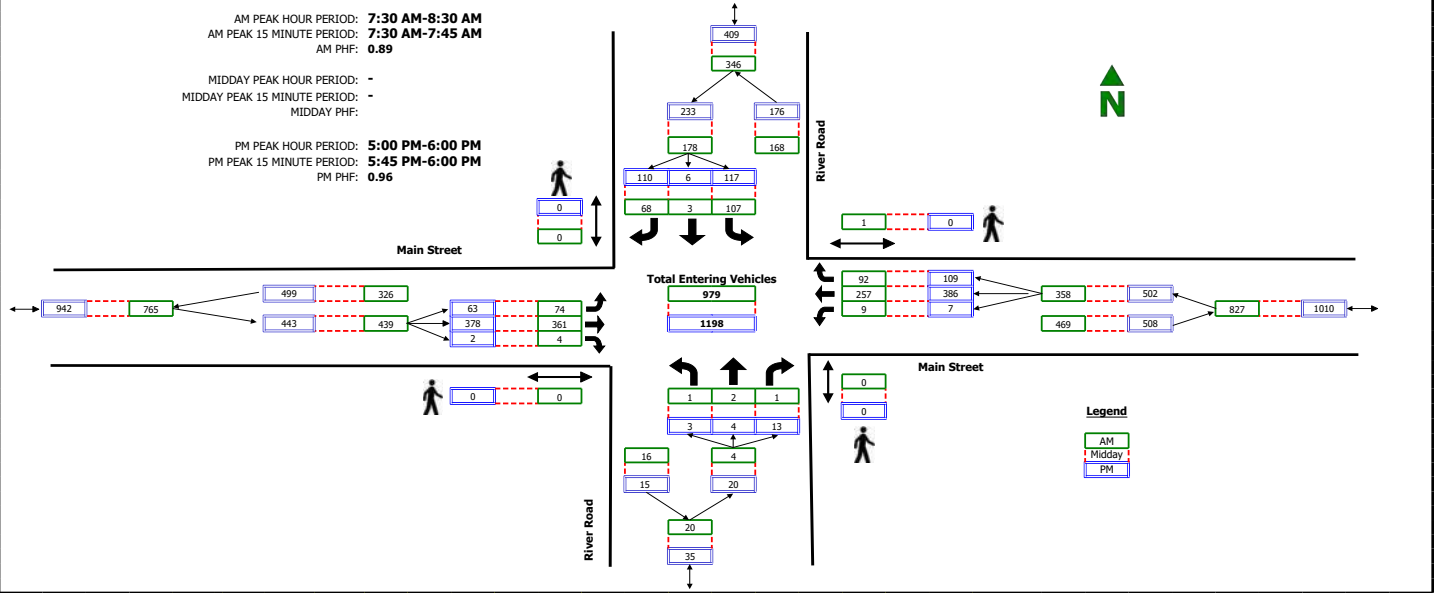 AM PEAK HOUR PERIOD: 7:30 AM-8:30 AM
AM PEAK 15 MINUTE PERIOD: 7:30 AM-7:45 AM
AM PHF: 0.89
MIDDAY PEAK HOUR PERIOD: -
MIDDAY PEAK 15 MINUTE PERIOD: -
MIDDAY PHF:
PM PEAK HOUR PERIOD: 5:00 PM-6:00 PM
PM PEAK 15 MINUTE PERIOD: 5:45 PM-6:00 PM
PM PHF: 0.96
409
346
233 176
178 168
110 6 117
68 3 107
River Road
N
0
0
1 0
Main Street
Total Entering Vehicles
979
1198
942 765
499 326
443 439
63 74
378 361
2 4
92 109
257 386
9 7
358 502
469 508
827 1010
Main Street
0 0
0
0
1 2 1
3 4 13
16 4
15 20
20
35
River Road
Legend
AM
Midday
PM